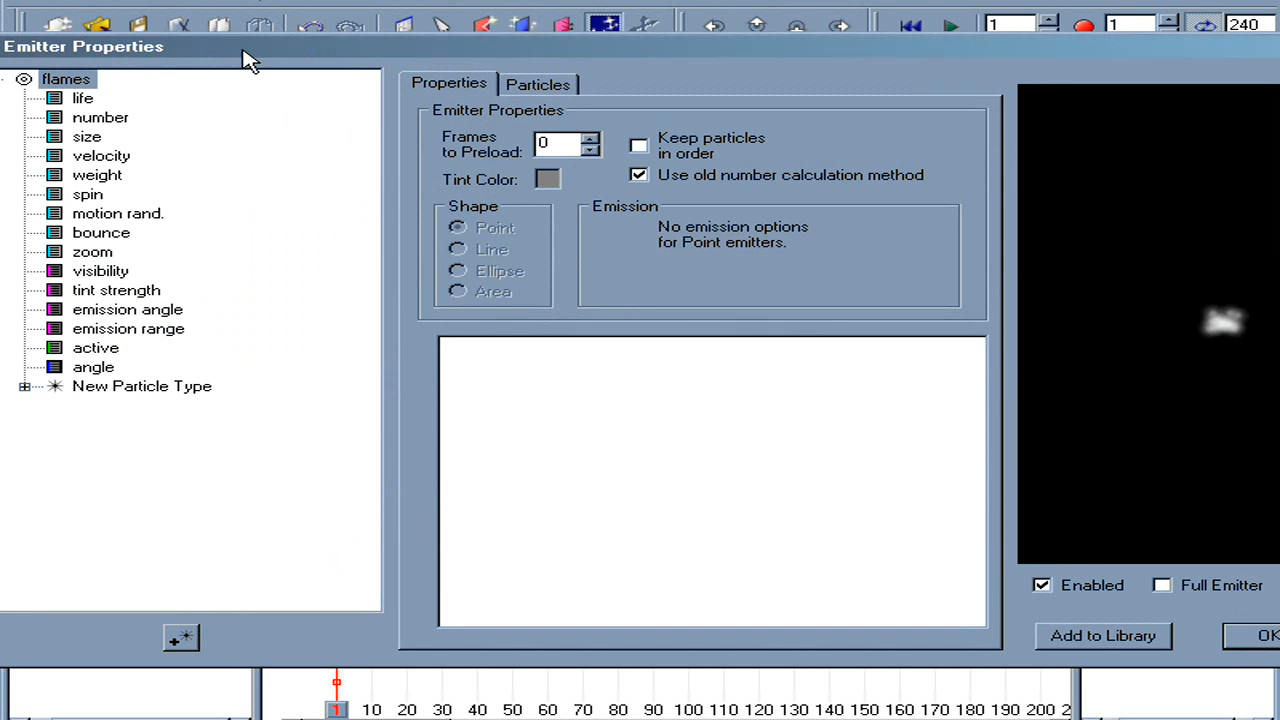 1
1
240
Emitter Properties
flames
life
number
size
velocity
weight
spin
motion rand.
bounce
zoom
visibility
tint strength
emission angle
emission range
active
angle
New Particle Type
Properties
Particles
Emitter Properties
Frames
to Preload:
0
Keep particles
in order
Tint Color:
Use old number calculation method
Shape
Point
Line
Ellipse
Area
Emission
No emission options
for Point emitters.
Enabled
Full Emitter
Add to Library
OK
1 10 20 30 40 50 60 70 80 90 100 110 120 130 140 150 160 170 180 190 200 2